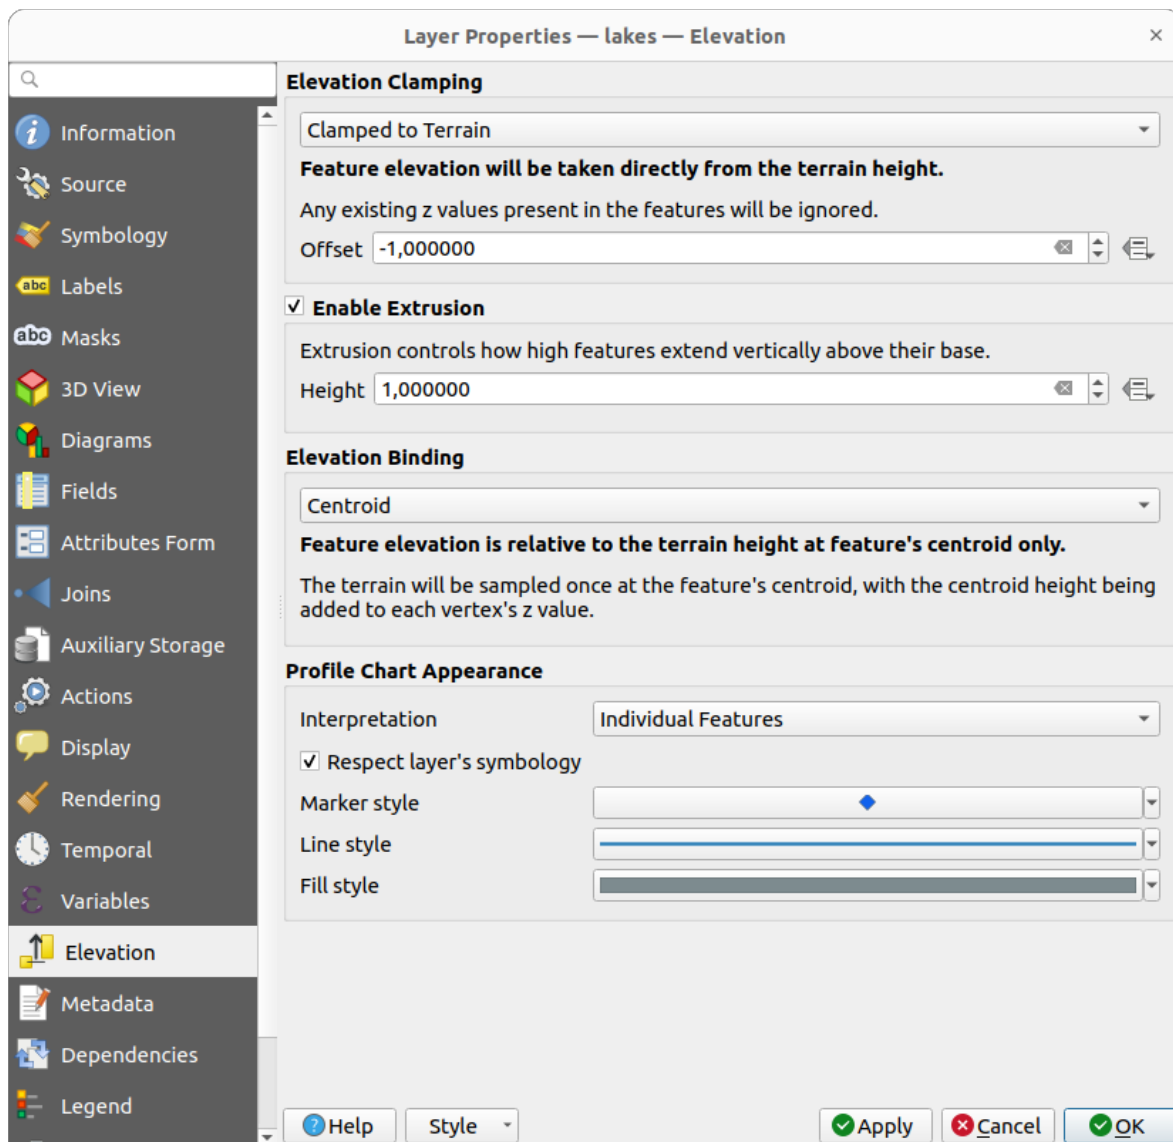 Layer Properties — lakes — Elevation
Information
Source
Symbology
abc Labels
abc Masks
3D View
Diagrams
Fields
Attributes Form
Joins
Auxiliary Storage
Actions
Display
Rendering
Temporal
Variables
Elevation
Metadata
Dependencies
Legend
Elevation Clamping
Clamped to Terrain
Feature elevation will be taken directly from the terrain height.
Any existing z values present in the features will be ignored.
Offset -1,000000
Enable Extrusion
Extrusion controls how high features extend vertically above their base.
Height 1,000000
Elevation Binding
Centroid
Feature elevation is relative to the terrain height at feature's centroid only.
The terrain will be sampled once at the feature's centroid, with the centroid height being
added to each vertex's z value.
Profile Chart Appearance
Interpretation Individual Features
Respect layer's symbology
Marker style
Line style
Fill style
Help Style Apply Cancel OK